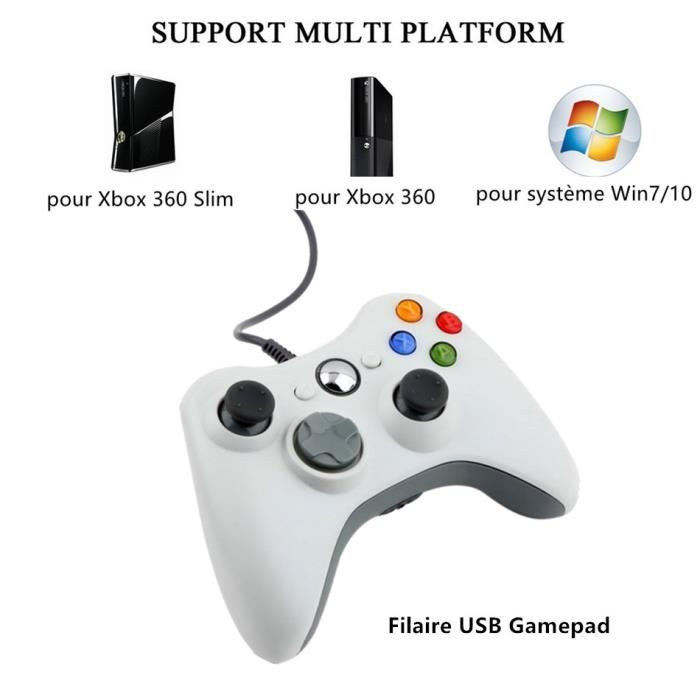 SUPPORT MULTI PLATFORM
pour Xbox 360 Slim
pour Xbox 360
pour système Win7/10
Y
B
X
A
Filaire USB Gamepad